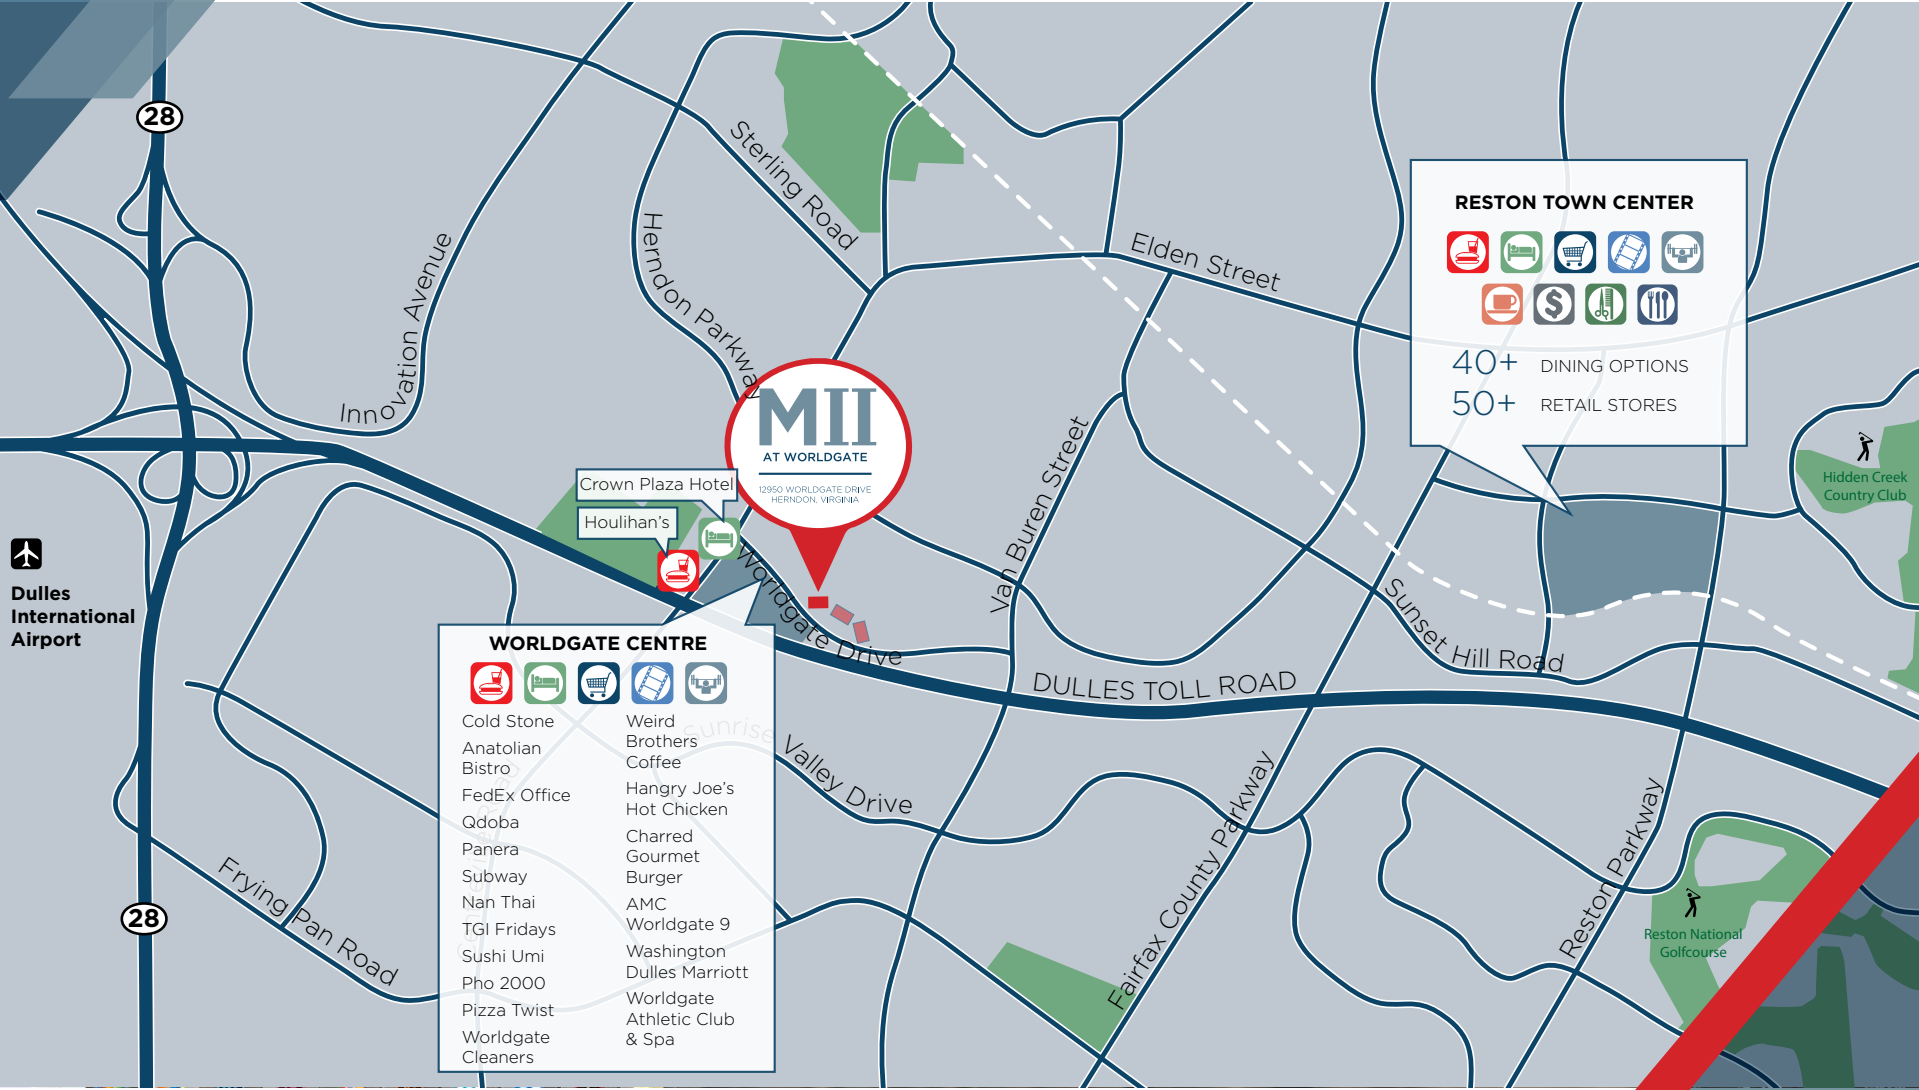 28
Sterling Road
Herndon Parkway
Innovation Avenue
Elden Street
RESTON TOWN CENTER
$
40+ DINING OPTIONS
50+ RETAIL STORES
MII
AT WORLDGATE
12950 WORLDGATE DRIVE
HERNDON, VIRGINIA
Crown Plaza Hotel
Houlihan's
Van Buren Street
Hidden Creek
Country Club
Dulles
International
Airport
Worldgate Drive
Sunset Hill Road
DULLES TOLL ROAD
WORLDGATE CENTRE
Cold Stone
Anatolian
Bistro
FedEx Office
Qdoba
Panera
Subway
Nan Thai
TGI Fridays
Sushi Umi
Pho 2000
Pizza Twist
Worldgate
Cleaners
Weird
Brothers
Coffee
Hangry Joe's
Hot Chicken
Charred
Gourmet
Burger
AMC
Worldgate 9
Washington
Dulles Marriott
Worldgate
Athletic Club
& Spa
Sunrise Valley Drive
Fairfax County Parkway
Reston Parkway
Reston National
Golfcourse
Frying Pan Road
28